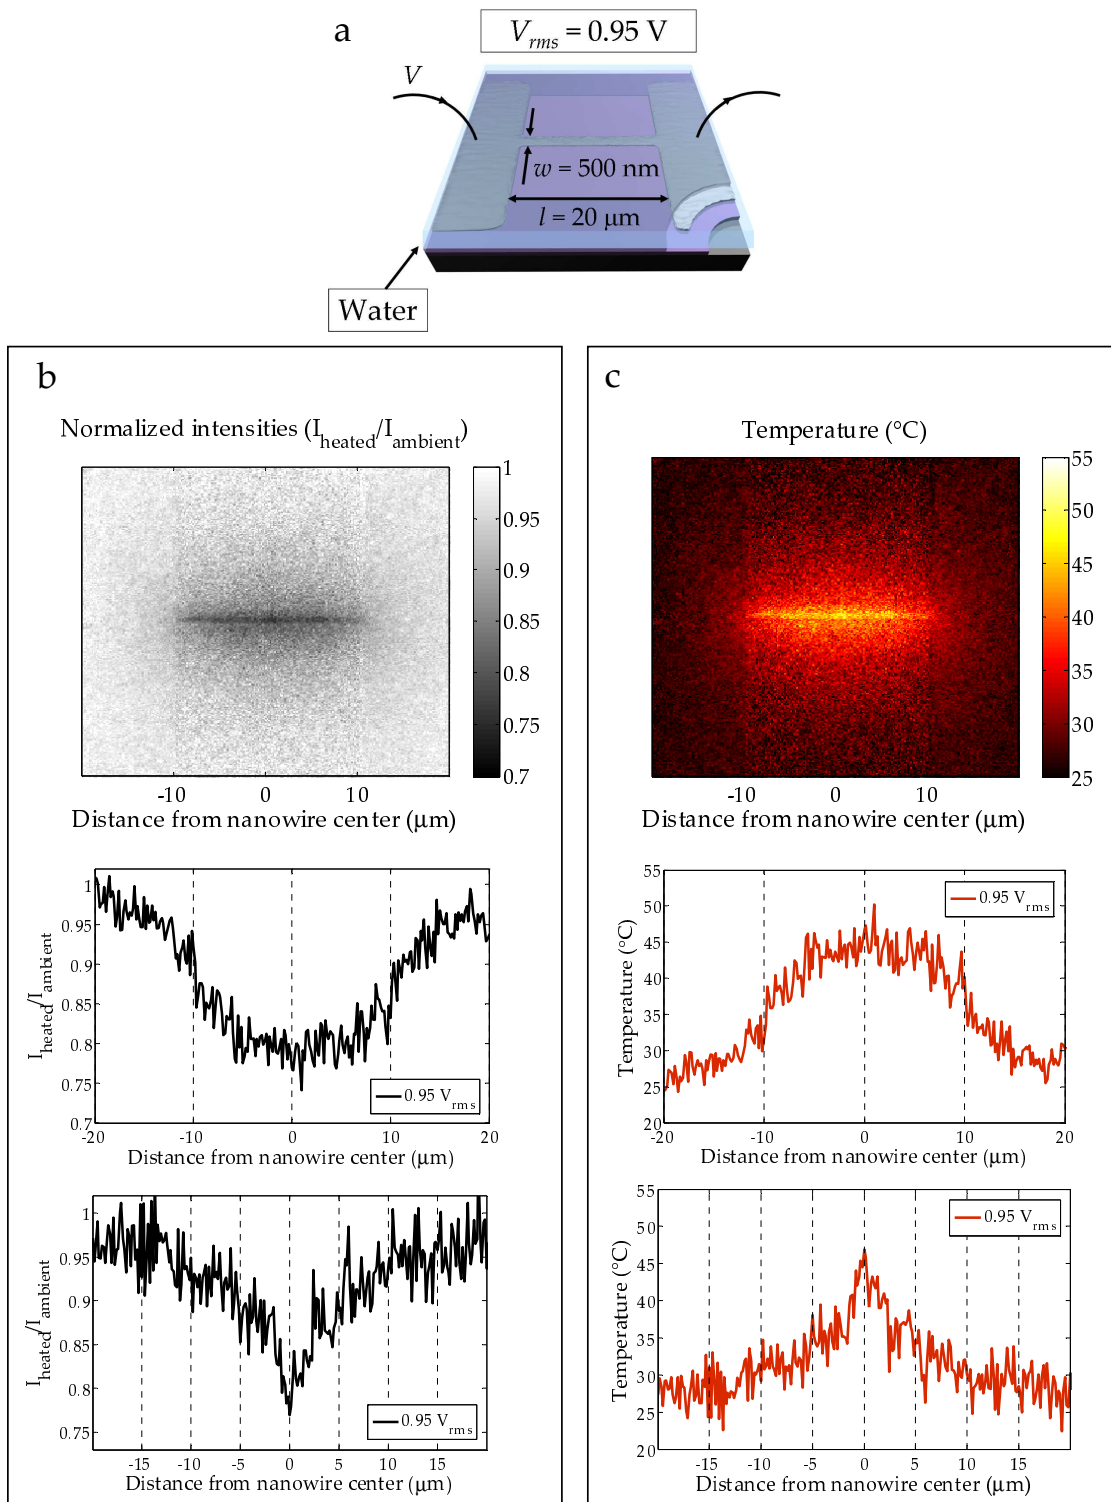 a
V_rms = 0.95 V
V
w = 500 nm
l = 20 µm
Water
b
Normalized intensities (I_heated/I_ambient)
1
0.95
0.9
0.85
0.8
0.75
0.7
-10 0 10
Distance from nanowire center (µm)
I_heated/I_ambient
1
0.95
0.9
0.85
0.8
0.75
0.7
0.95 V_rms
-20 -10 0 10 20
Distance from nanowire center (µm)
I_heated/I_ambient
1
0.95
0.9
0.85
0.8
0.75
0.95 V_rms
-15 -10 -5 0 5 10 15
Distance from nanowire center (µm)
c
Temperature (°C)
55
50
45
40
35
30
25
-10 0 10
Distance from nanowire center (µm)
Temperature (°C)
55
50
45
40
35
30
25
20
0.95 V_rms
-20 -10 0 10 20
Distance from nanowire center (µm)
Temperature (°C)
55
50
45
40
35
30
25
20
0.95 V_rms
-15 -10 -5 0 5 10 15
Distance from nanowire center (µm)